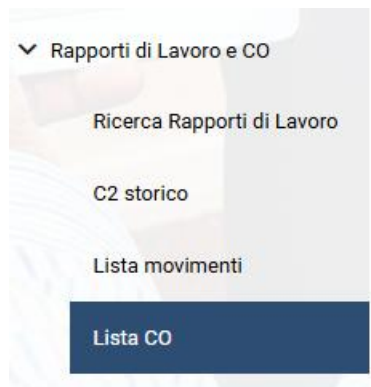 Rapporti di Lavoro e CO
Ricerca Rapporti di Lavoro
C2 storico
Lista movimenti
Lista CO